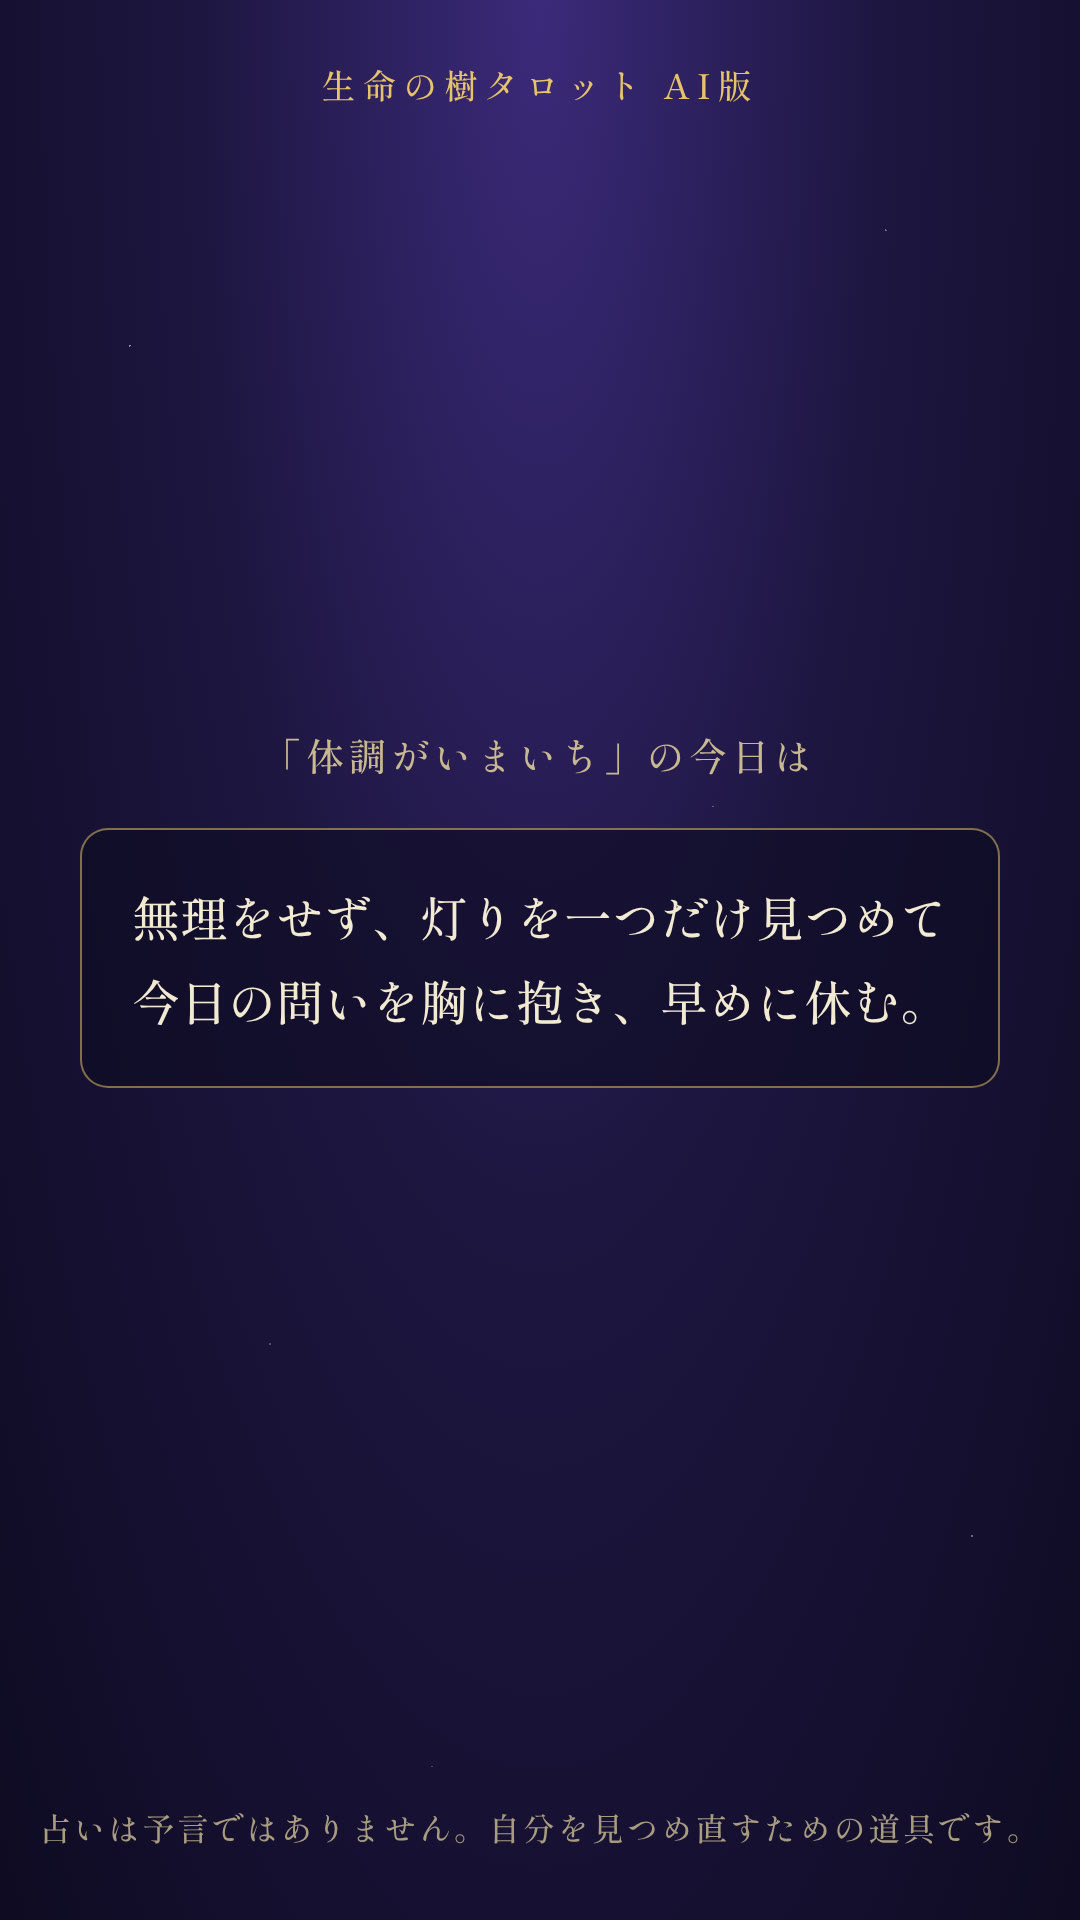 生命の樹タロット AI版
「体調がいまいち」の今日は
無理をせず、灯りを一つだけ見つめて
今日の問いを胸に抱き、早めに休む。
占いは予言ではありません。自分を見つめ直すための道具です。